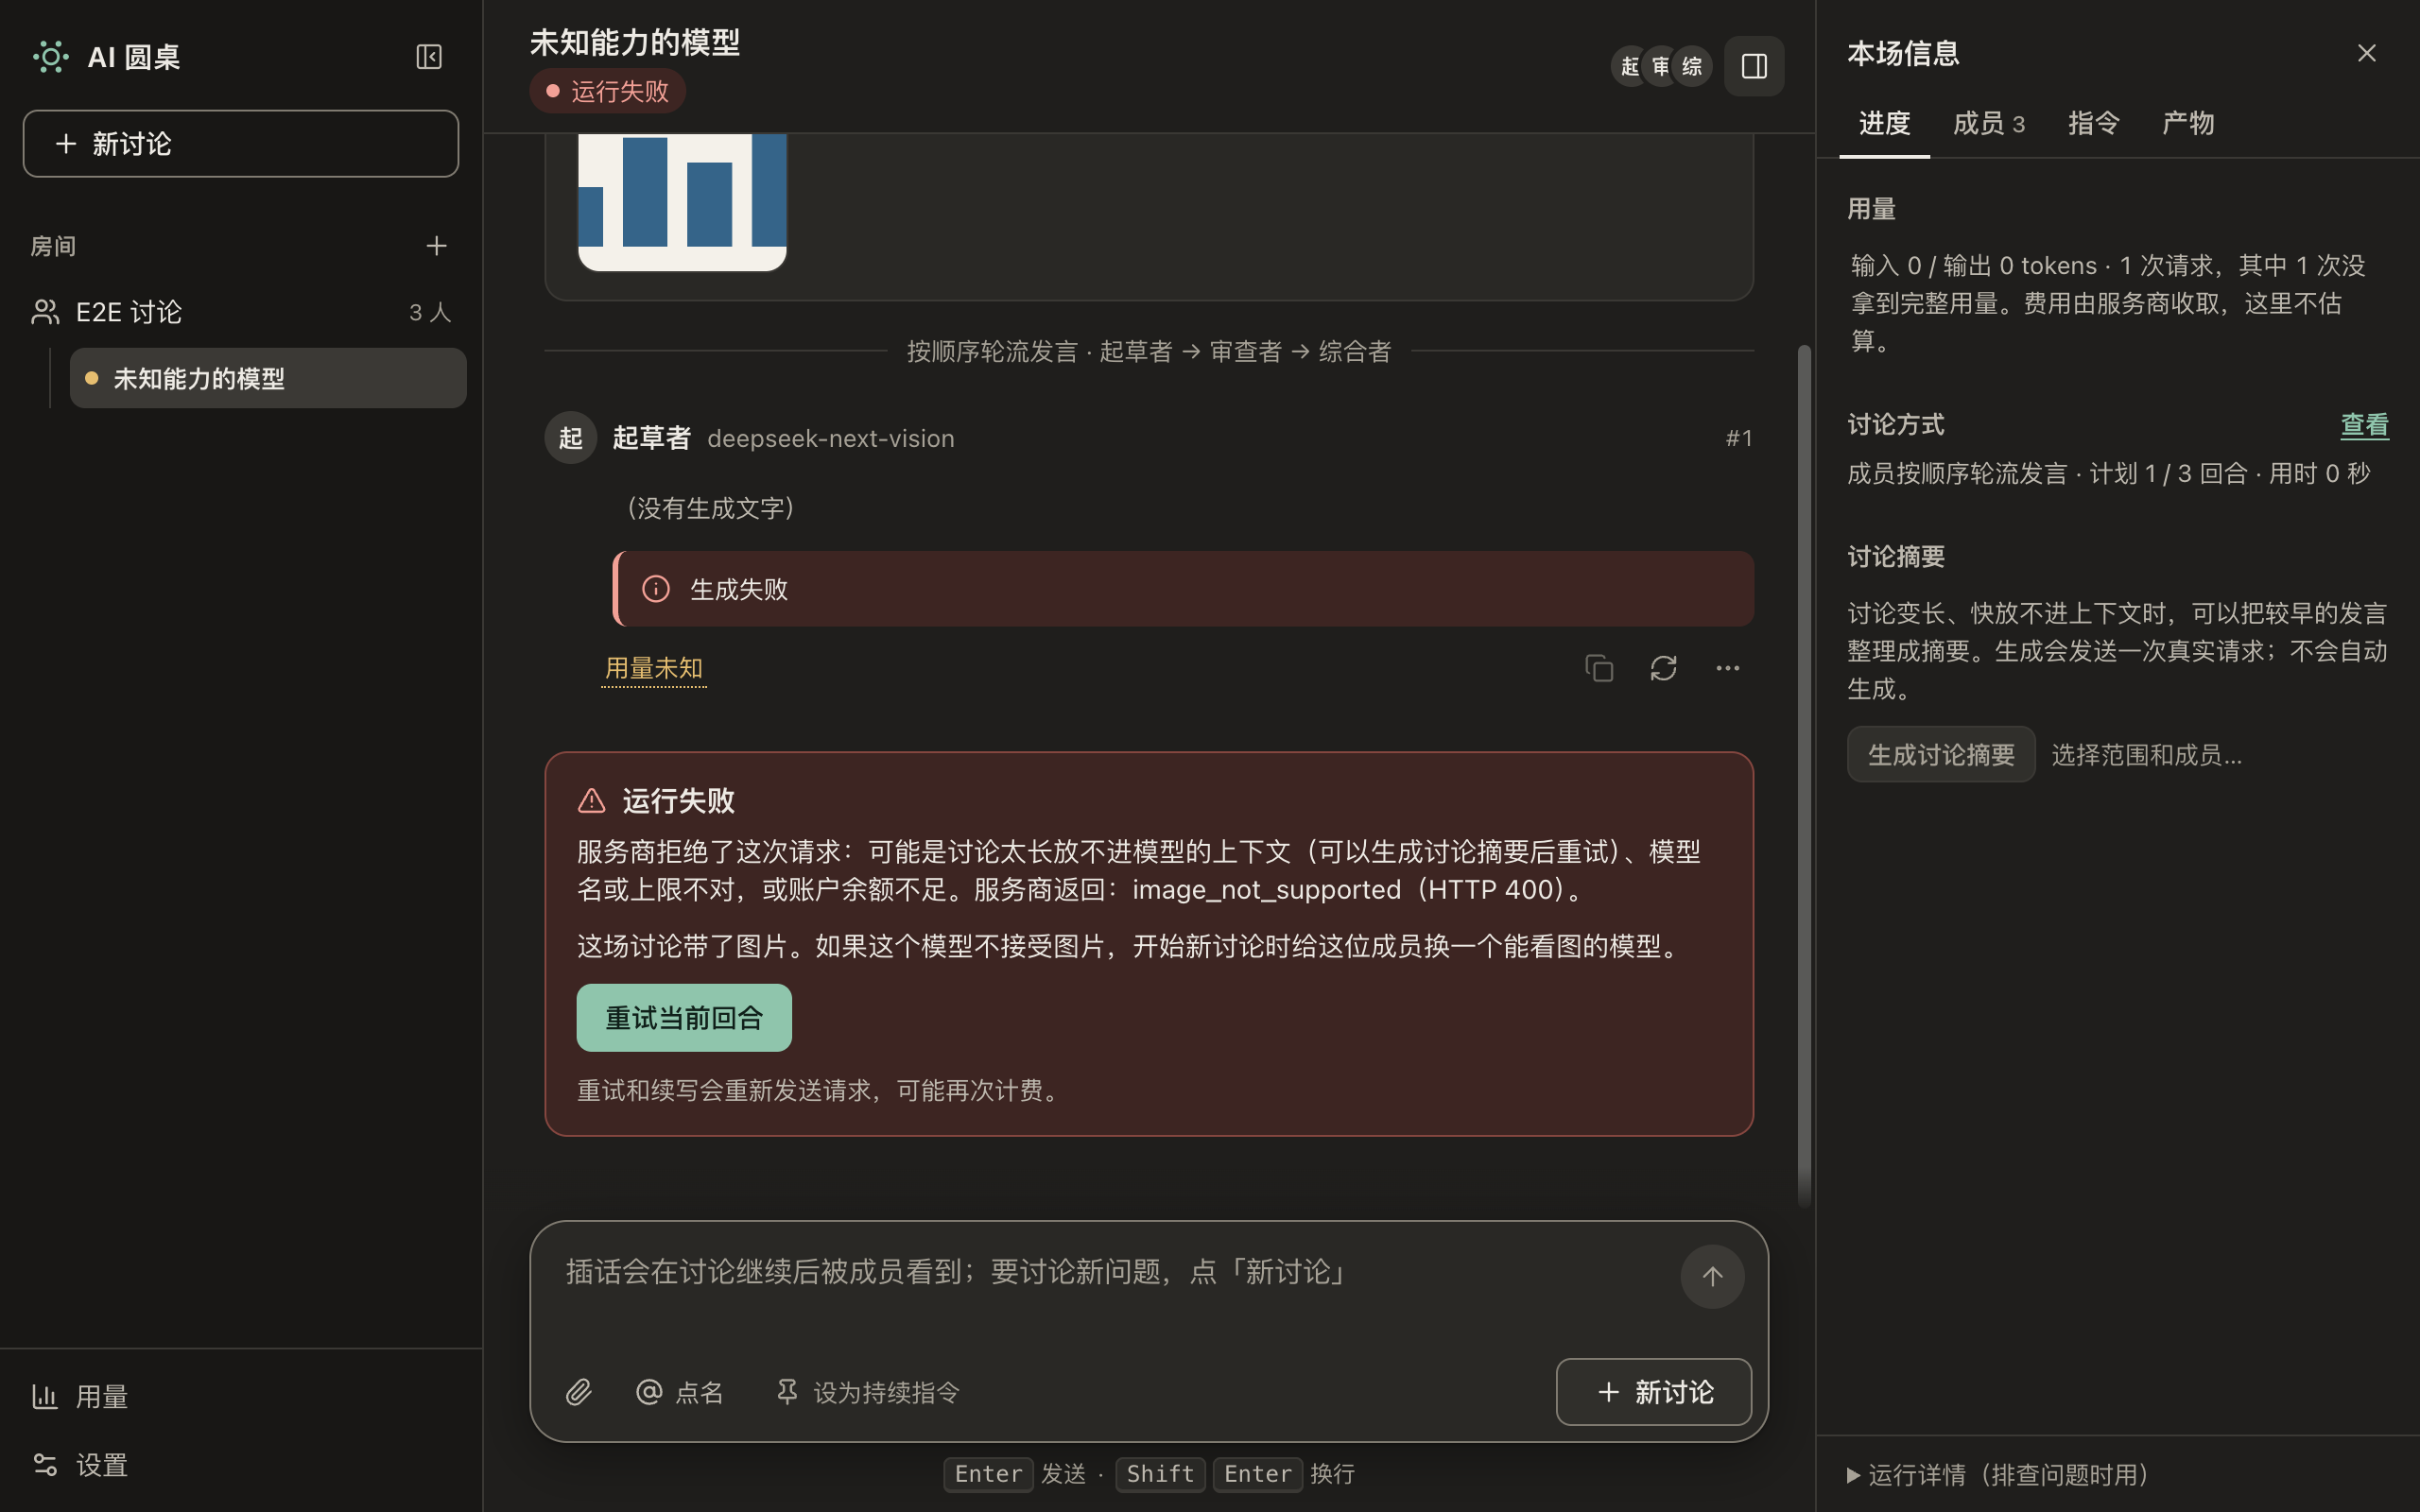 AI 圆桌
新讨论
房间
E2E 讨论
3 人
未知能力的模型
用量
设置
未知能力的模型
运行失败
起 审 综
按顺序轮流发言 · 起草者 → 审查者 → 综合者
起 起草者 deepseek-next-vision #1
（没有生成文字）
生成失败
用量未知
运行失败
服务商拒绝了这次请求：可能是讨论太长放不进模型的上下文（可以生成讨论摘要后重试）、模型
名或上限不对，或账户余额不足。服务商返回：image_not_supported（HTTP 400）。
这场讨论带了图片。如果这个模型不接受图片，开始新讨论时给这位成员换一个能看图的模型。
重试当前回合
重试和续写会重新发送请求，可能再次计费。
插话会在讨论继续后被成员看到；要讨论新问题，点「新讨论」
点名
设为持续指令
新讨论
Enter 发送 · Shift Enter 换行
本场信息
进度 成员 3 指令 产物
用量
输入 0 / 输出 0 tokens · 1 次请求，其中 1 次没
拿到完整用量。费用由服务商收取，这里不估
算。
讨论方式 查看
成员按顺序轮流发言 · 计划 1 / 3 回合 · 用时 0 秒
讨论摘要
讨论变长、快放不进上下文时，可以把较早的发言
整理成摘要。生成会发送一次真实请求；不会自动
生成。
生成讨论摘要 选择范围和成员…
运行详情（排查问题时用）